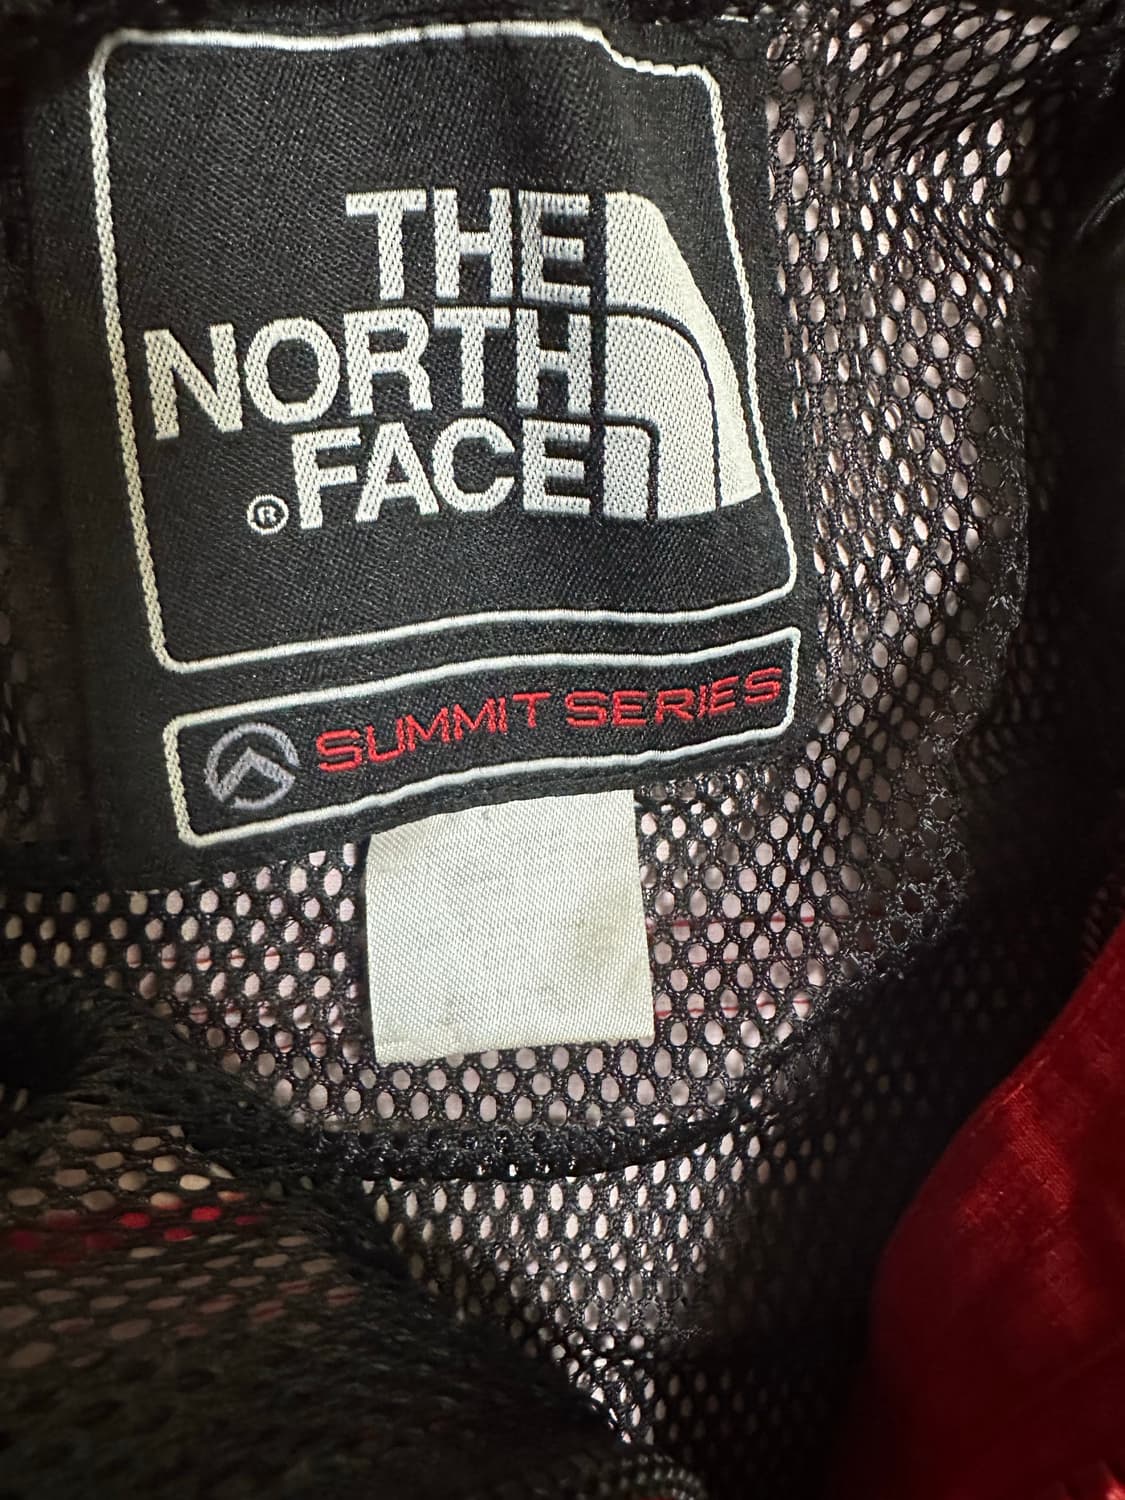 THE
NORTH
®FACE
SUMMIT SERIES